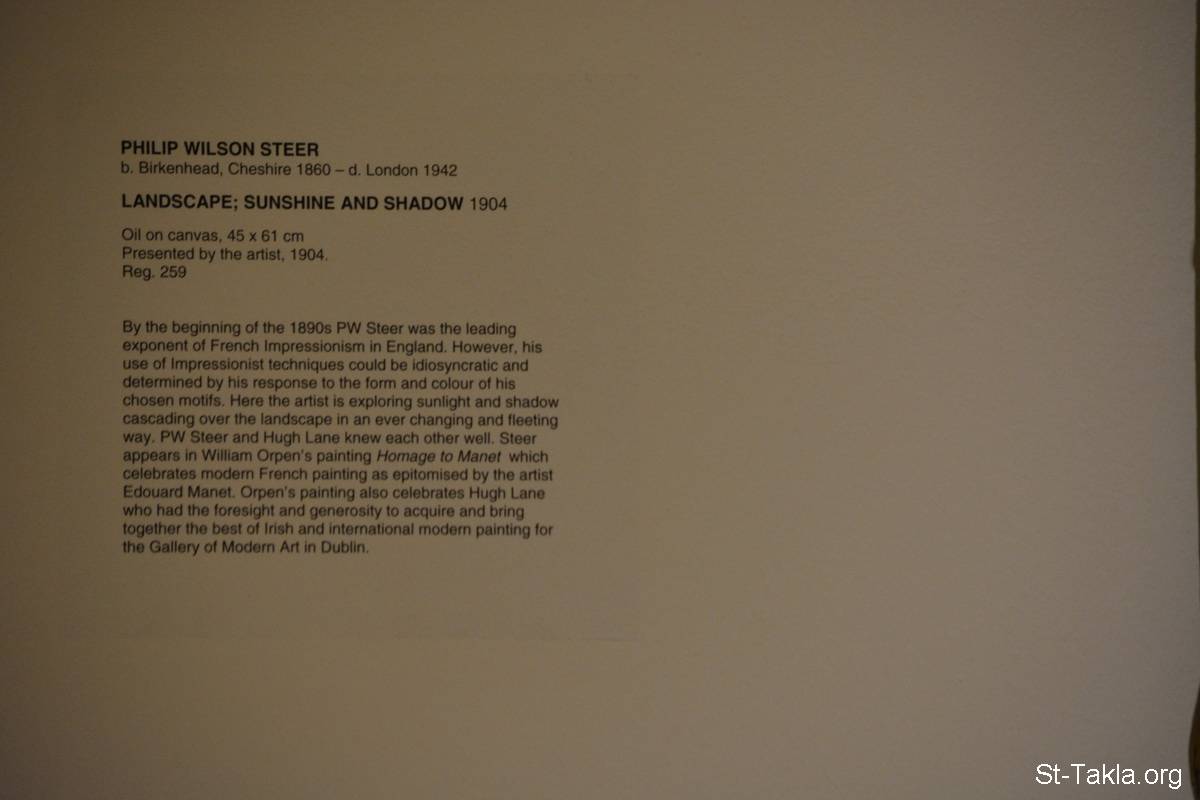 PHILIP WILSON STEER
b. Birkenhead, Cheshire 1860 – d. London 1942
LANDSCAPE; SUNSHINE AND SHADOW 1904
Oil on canvas, 45 x 61 cm
Presented by the artist, 1904.
Reg. 259
By the beginning of the 1890s PW Steer was the leading
exponent of French Impressionism in England. However, his
use of Impressionist techniques could be idiosyncratic and
determined by his response to the form and colour of his
chosen motifs. Here the artist is exploring sunlight and shadow
cascading over the landscape in an ever changing and fleeting
way. PW Steer and Hugh Lane knew each other well. Steer
appears in William Orpen's painting Homage to Manet which
celebrates modern French painting as epitomised by the artist
Edouard Manet. Orpen's painting also celebrates Hugh Lane
who had the foresight and generosity to acquire and bring
together the best of Irish and international modern painting for
the Gallery of Modern Art in Dublin.
St-Takla.org